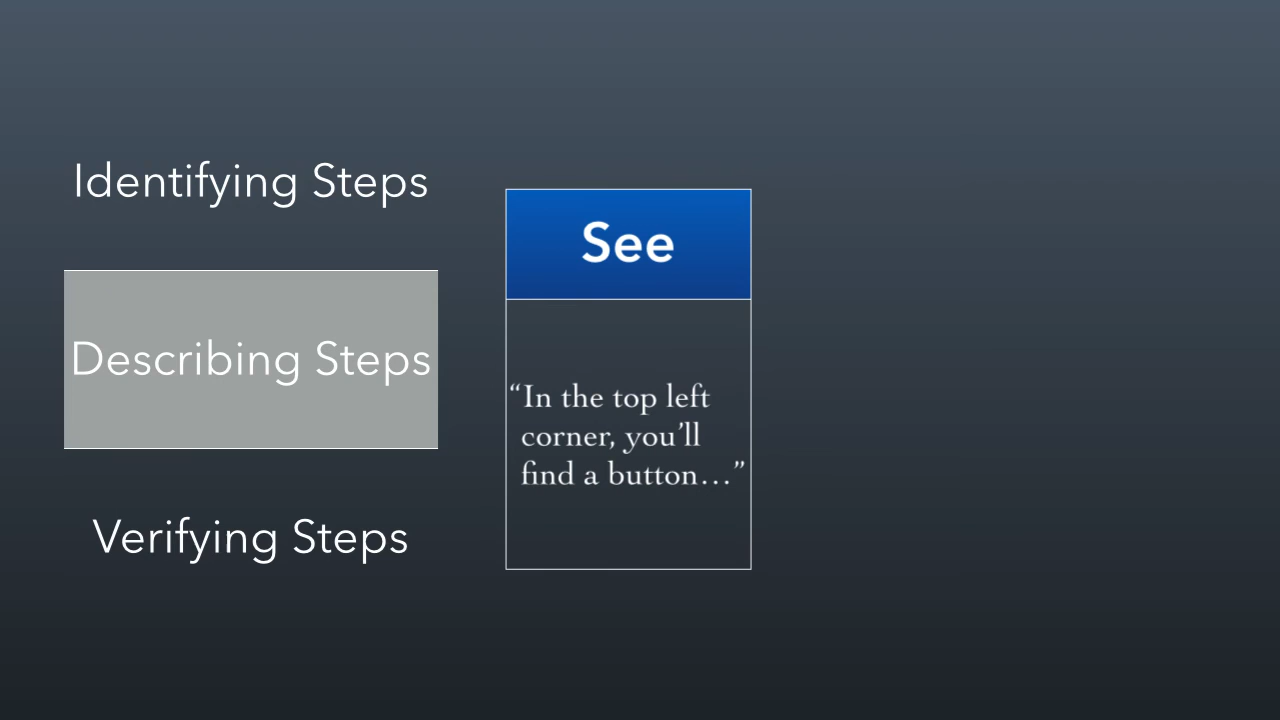 Identifying Steps
Describing Steps
Verifying Steps
See
“In the top left
corner, you’ll
find a button…”